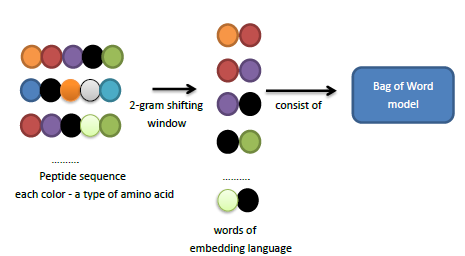 ..........
Peptide sequence
each color - a type of amino acid
2-gram shifting
window
..........
words of
embedding language
consist of
Bag of Word
model